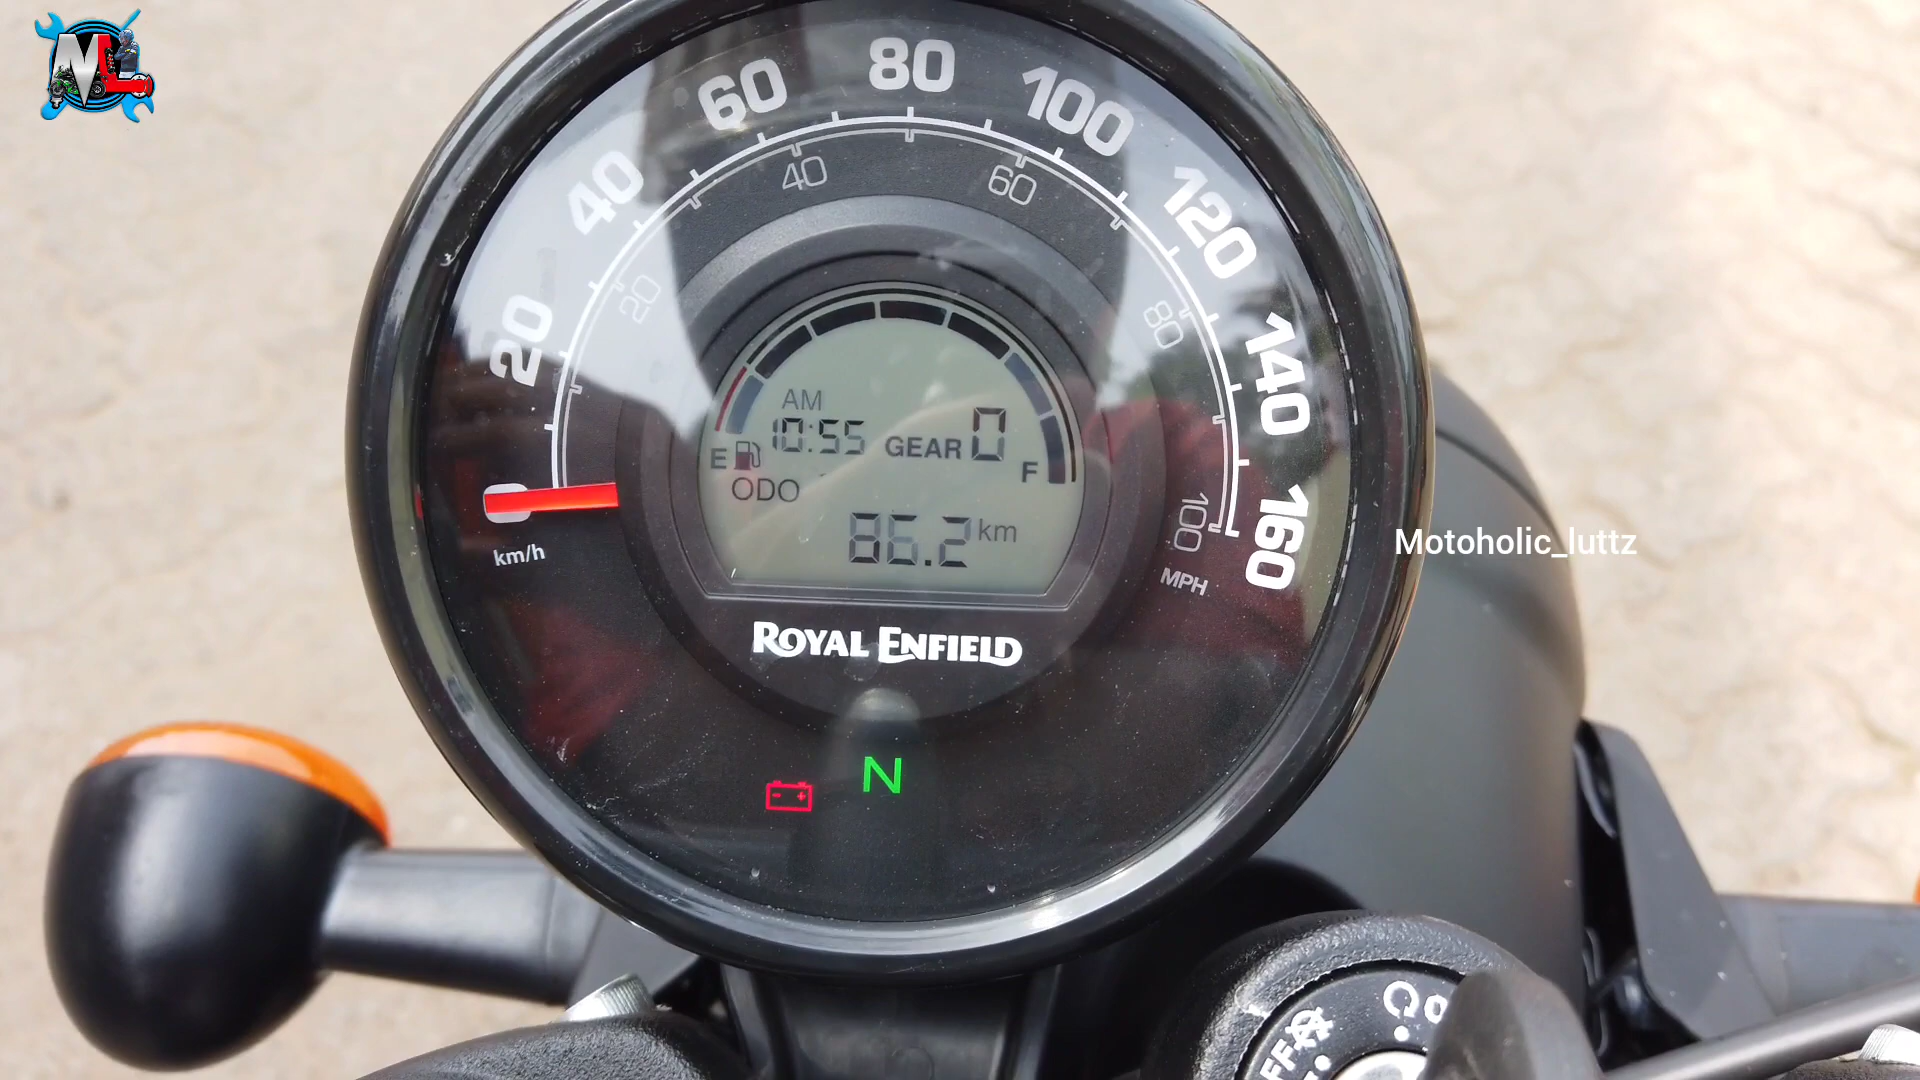 ML
20
40
60
80
100
120
140
160
20
40
60
80
100
km/h
MPH
AM
10:55 GEAR 0
E F
ODO
86.2 km
ROYAL ENFIELD
N
Motoholic_luttz